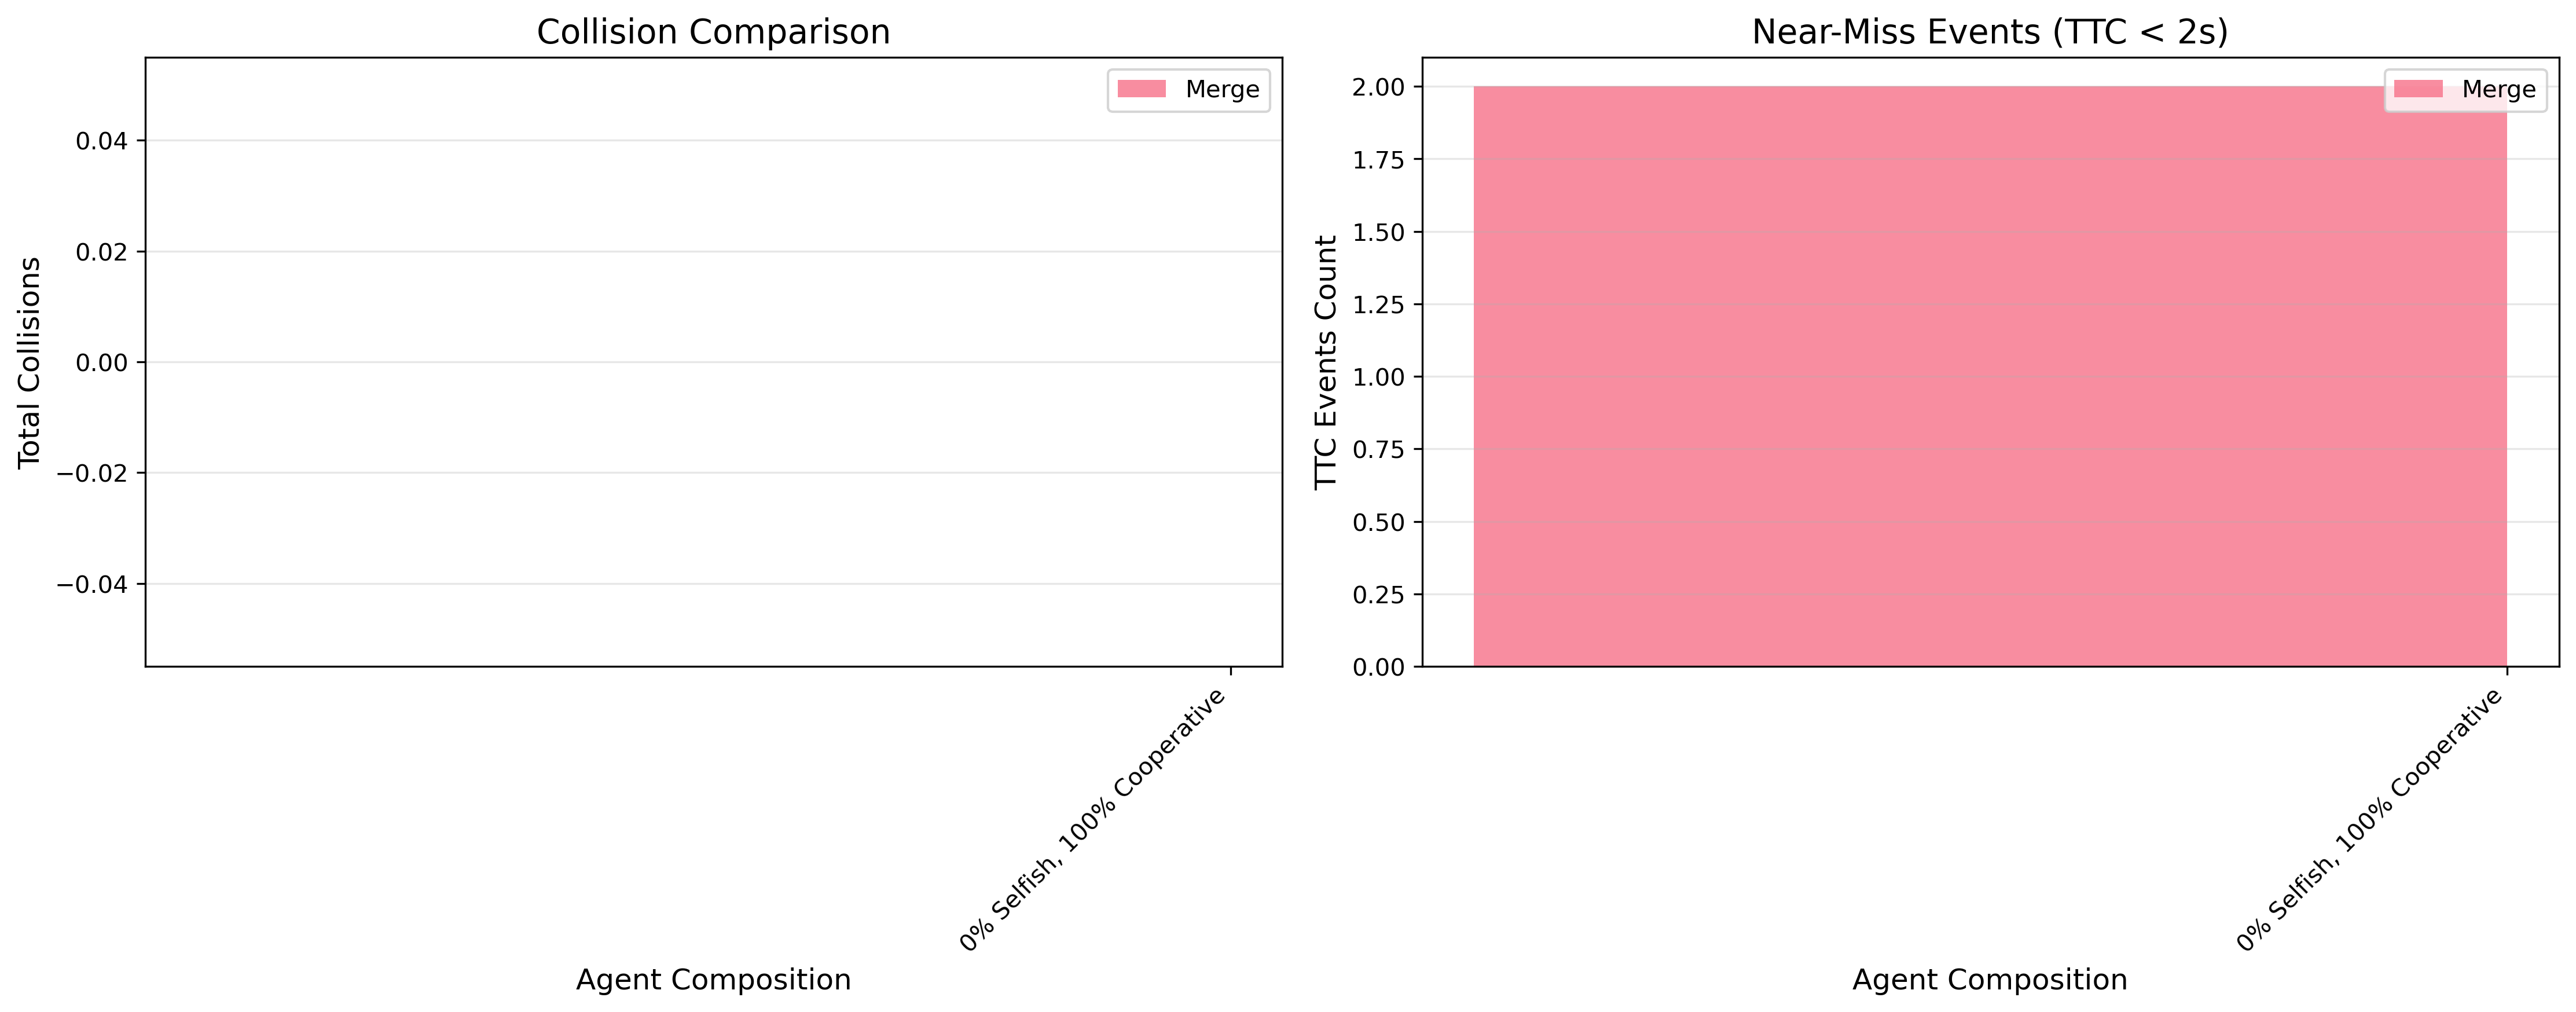 Collision Comparison
Merge
0.04
0.02
0.00
−0.02
−0.04
Total Collisions
0% Selfish, 100% Cooperative
Agent Composition
Near-Miss Events (TTC < 2s)
Merge
2.00
1.75
1.50
1.25
1.00
0.75
0.50
0.25
0.00
TTC Events Count
0% Selfish, 100% Cooperative
Agent Composition